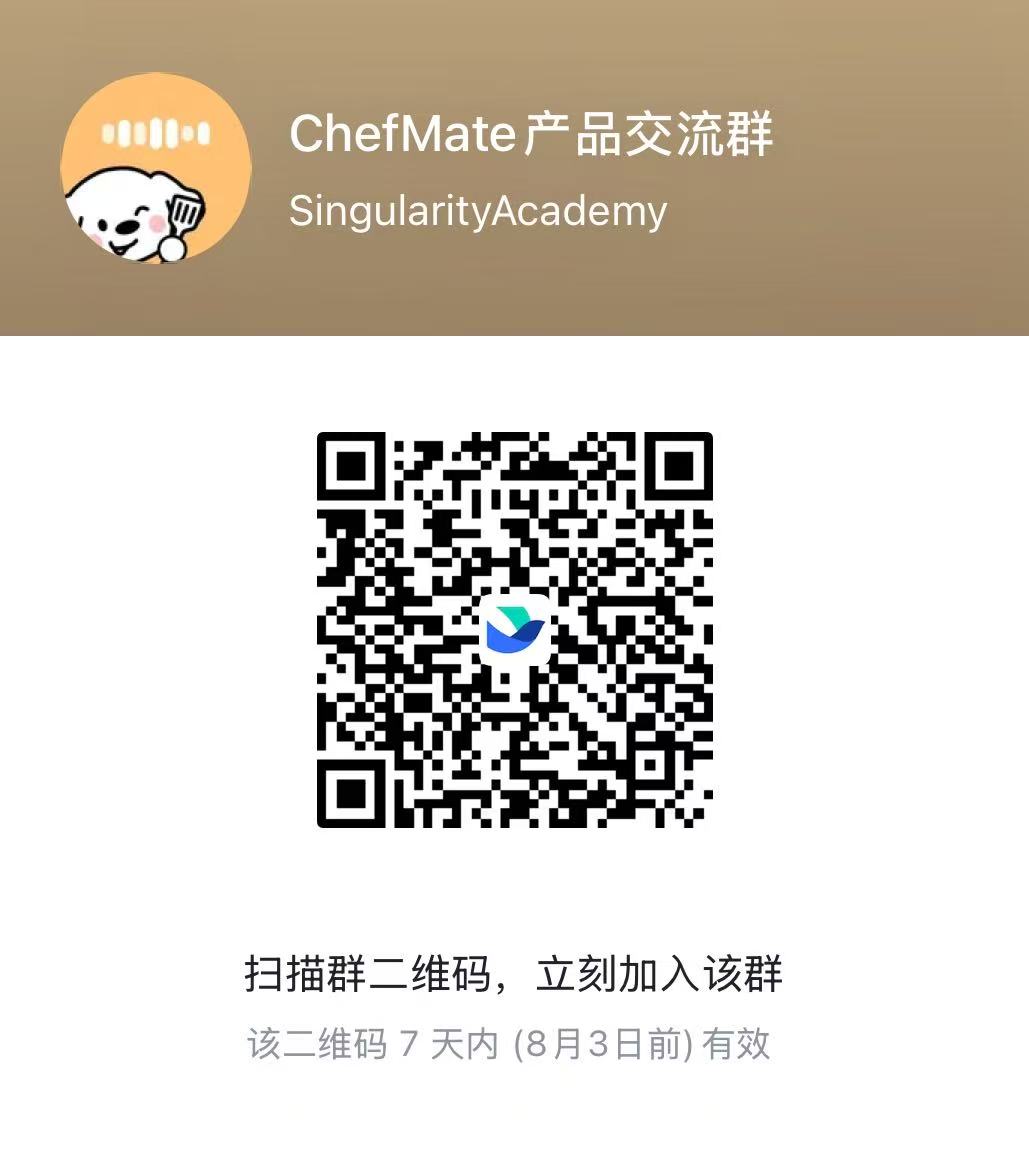 ChefMate产品交流群
SingularityAcademy
扫描群二维码，立刻加入该群
该二维码 7 天内 (8月3日前) 有效